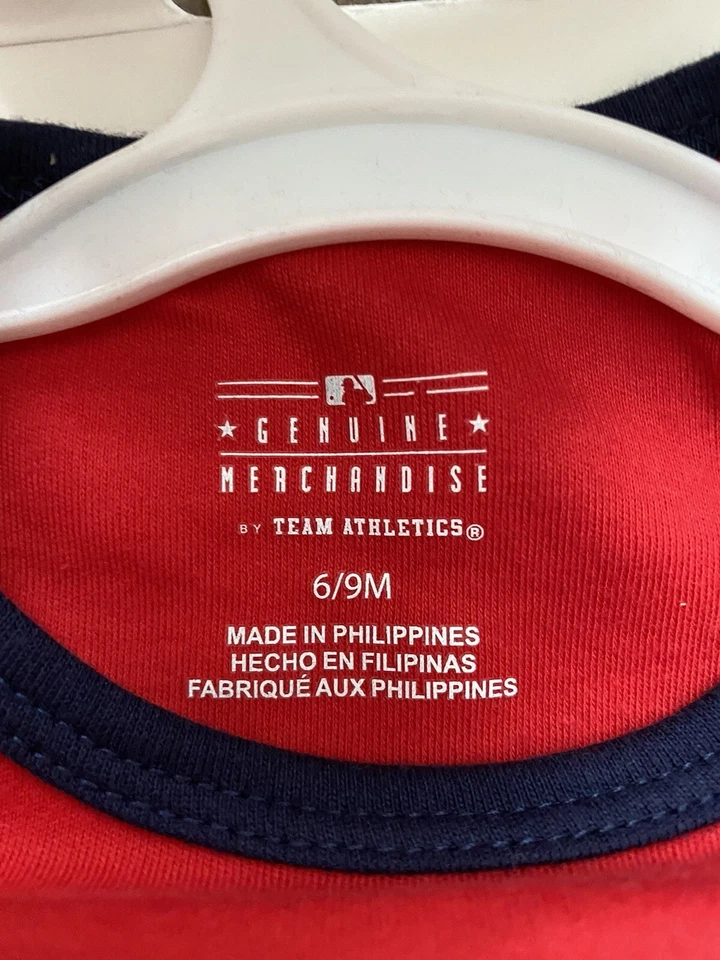 ★ GENUINE ★
MERCHANDISE
BY TEAM ATHLETICS®
6/9M
MADE IN PHILIPPINES
HECHO EN FILIPINAS
FABRIQUÉ AUX PHILIPPINES